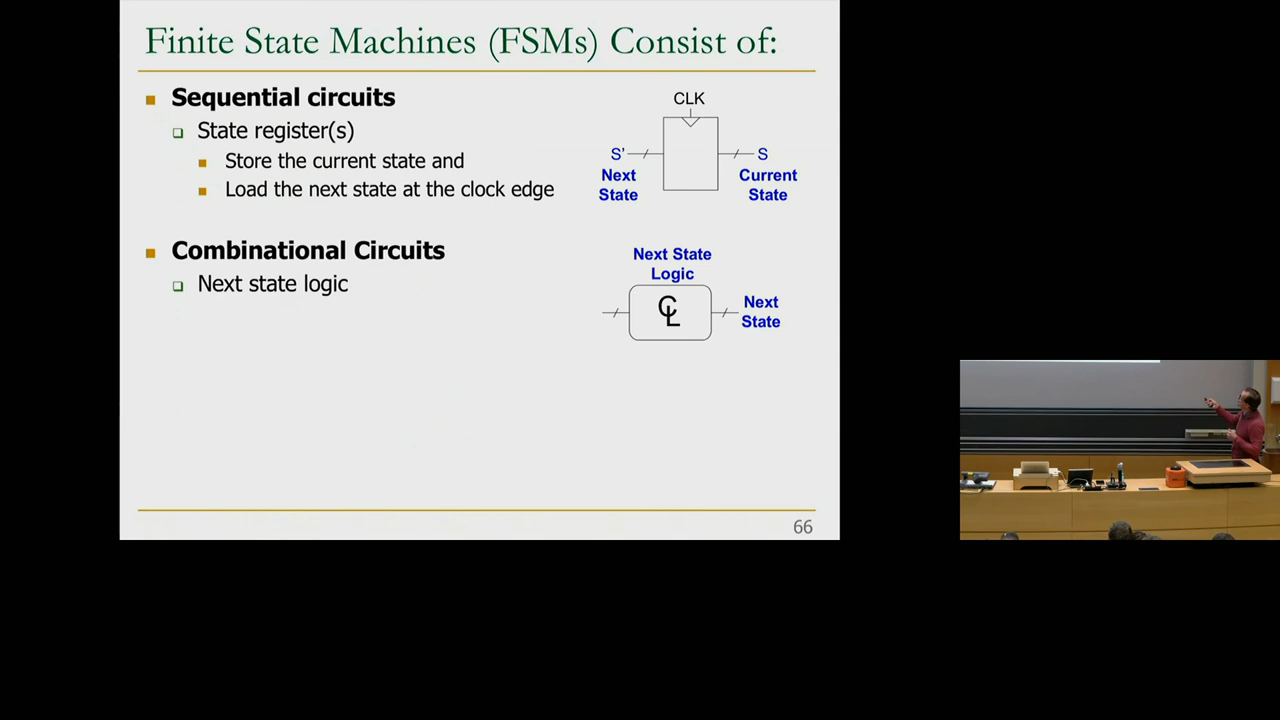 Finite State Machines (FSMs) Consist of:
Sequential circuits
State register(s)
Store the current state and
Load the next state at the clock edge
CLK
S'
S
Next
State
Current
State
Combinational Circuits
Next state logic
Next State
Logic
CL
Next
State
66